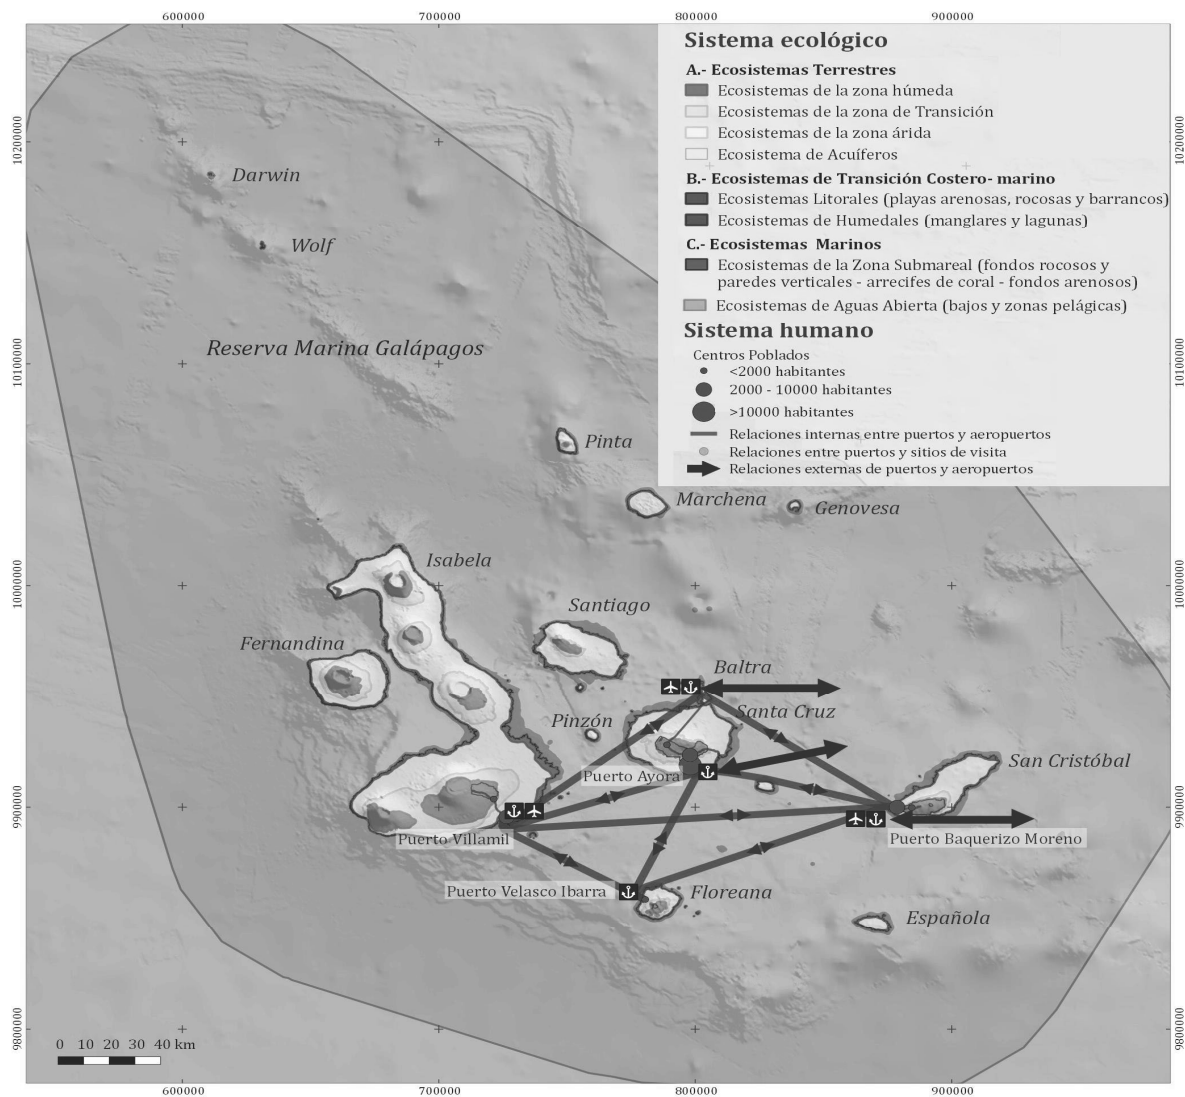 600000 700000 800000 900000
Sistema ecológico
A.- Ecosistemas Terrestres
Ecosistemas de la zona húmeda
Ecosistemas de la zona de Transición
Ecosistemas de la zona árida
Ecosistema de Acuíferos
B.- Ecosistemas de Transición Costero- marino
Ecosistemas Litorales (playas arenosas, rocosas y barrancos)
Ecosistemas de Humedales (manglares y lagunas)
C.- Ecosistemas Marinos
Ecosistemas de la Zona Submareal (fondos rocosos y
paredes verticales - arrecifes de coral - fondos arenosos)
Ecosistemas de Aguas Abierta (bajos y zonas pelágicas)
Sistema humano
Centros Poblados
<2000 habitantes
2000 - 10000 habitantes
>10000 habitantes
Relaciones internas entre puertos y aeropuertos
Relaciones entre puertos y sitios de visita
Relaciones externas de puertos y aeropuertos
10200000
10200000
Darwin
Wolf
Reserva Marina Galápagos
10100000
10100000
Pinta
Marchena
Genovesa
Isabela
10000000
10000000
Santiago
Fernandina
Baltra
Santa Cruz
Pinzón
San Cristóbal
Puerto Ayora
9900000
9900000
Puerto Villamil
Puerto Baquerizo Moreno
Puerto Velasco Ibarra
Floreana
Española
9800000
9800000
0 10 20 30 40 km
600000 700000 800000 900000